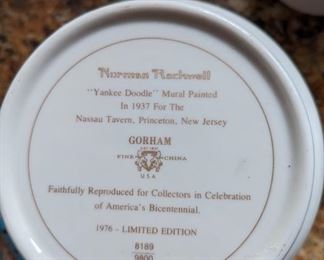 Norman Rockwell
"Yankee Doodle" Mural Painted
In 1937 For The
Nassau Tavern, Princeton, New Jersey
GORHAM
FINE CHINA
USA
Faithfully Reproduced for Collectors in Celebration
of America's Bicentennial.
1976 - LIMITED EDITION
8189
9800